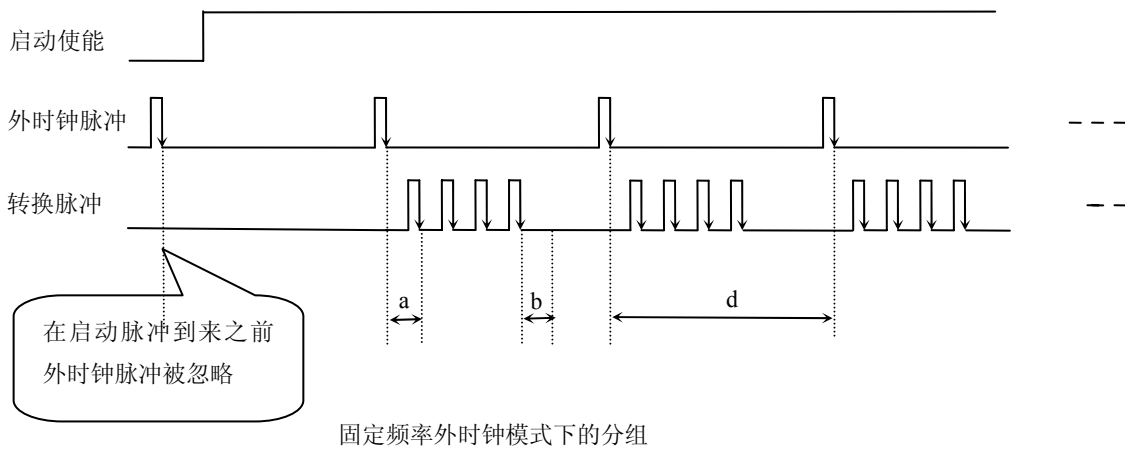 启动使能
外时钟脉冲
转换脉冲
a
b
d
在启动脉冲到来之前
外时钟脉冲被忽略
固定频率外时钟模式下的分组